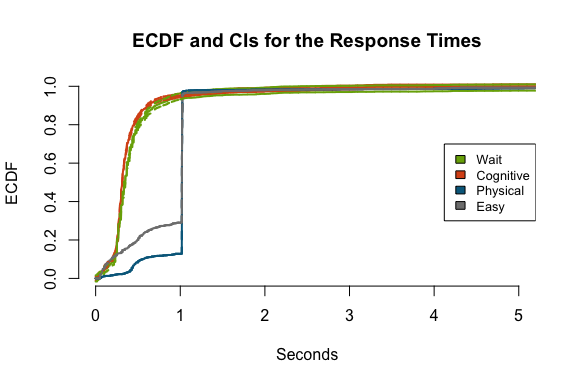 ECDF and CIs for the Response Times
ECDF
1.0
0.8
0.6
0.4
0.2
0.0
Wait
Cognitive
Physical
Easy
0 1 2 3 4 5
Seconds